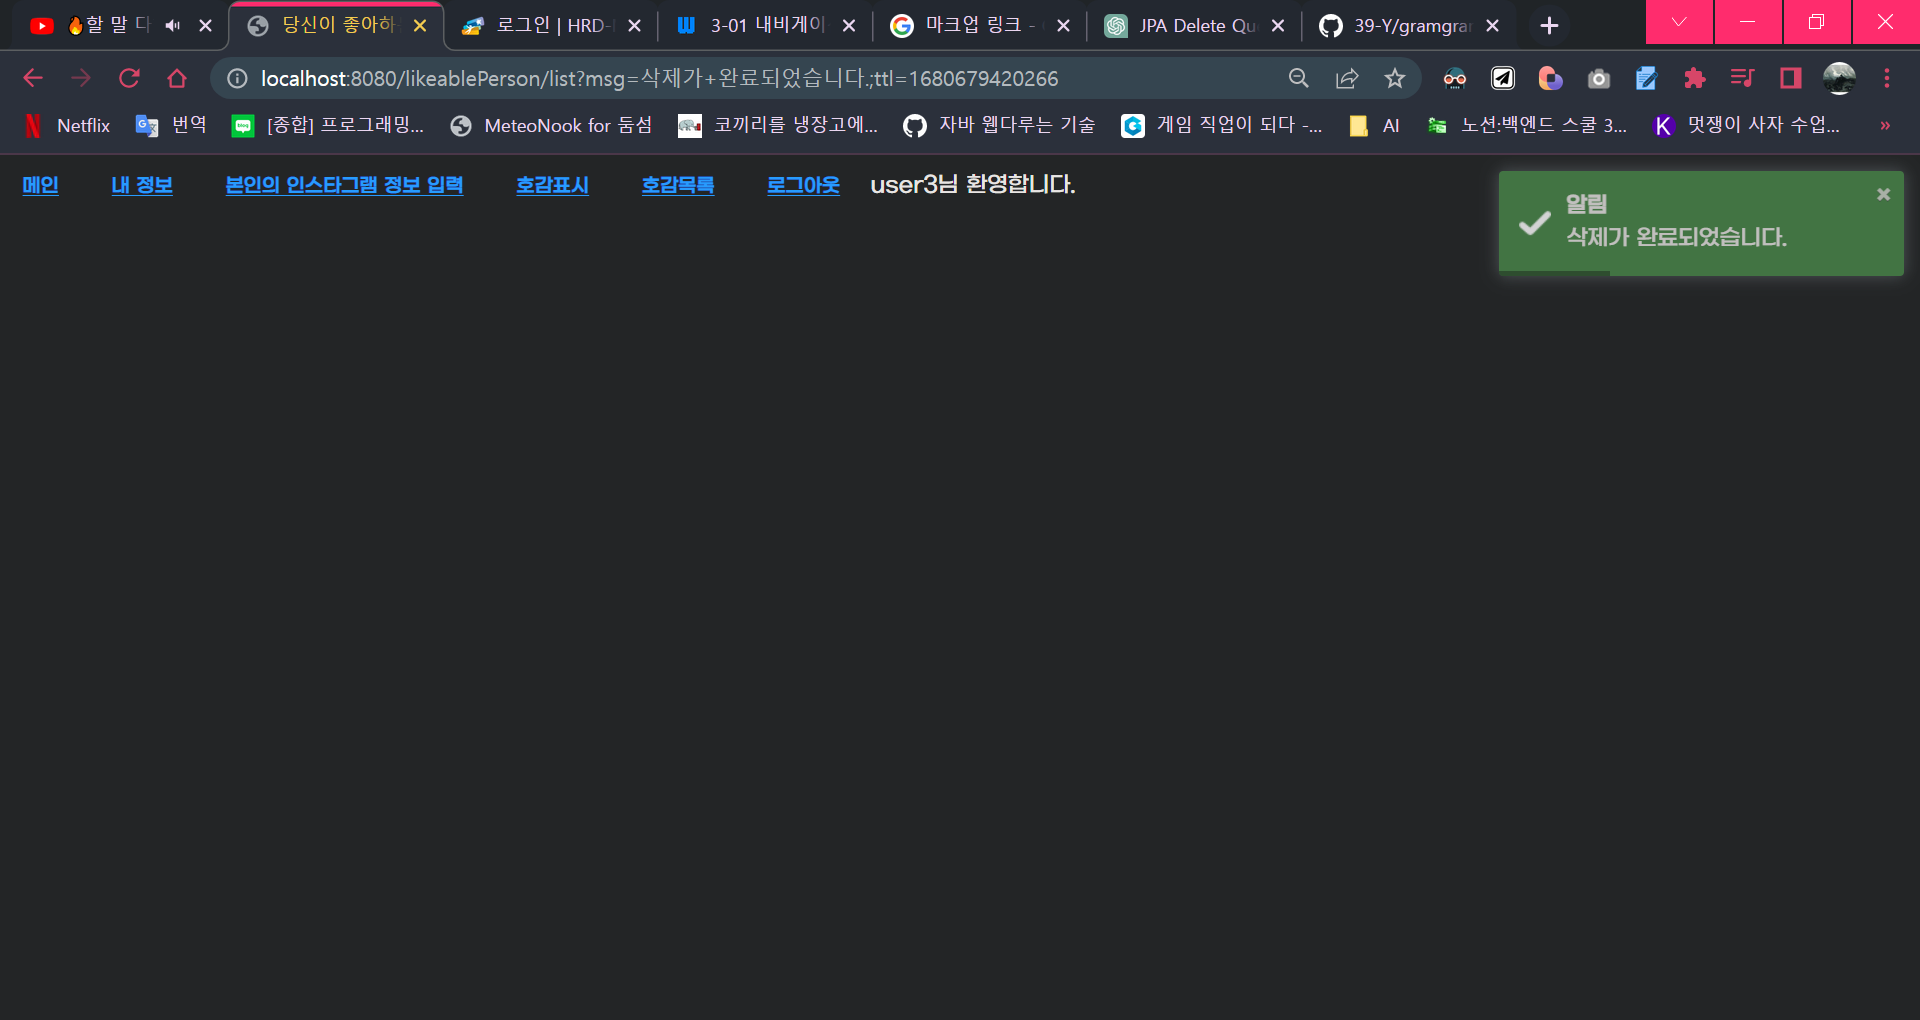 할 말 다
당신이 좋아하
로그인 | HRD-
3-01 내비게이
마크업 링크 -
JPA Delete Qu
39-Y/gramgra
localhost:8080/likeablePerson/list?msg=삭제가+완료되었습니다.;ttl=1680679420266
Netflix
번역
[종합] 프로그래밍...
MeteoNook for 둠섬
코끼리를 냉장고에...
자바 웹다루는 기술
게임 직업이 되다 -...
AI
노션:백엔드 스쿨 3...
K
멋쟁이 사자 수업...
»
메인
내 정보
본인의 인스타그램 정보 입력
호감표시
호감목록
로그아웃
user3님 환영합니다.
알림
삭제가 완료되었습니다.